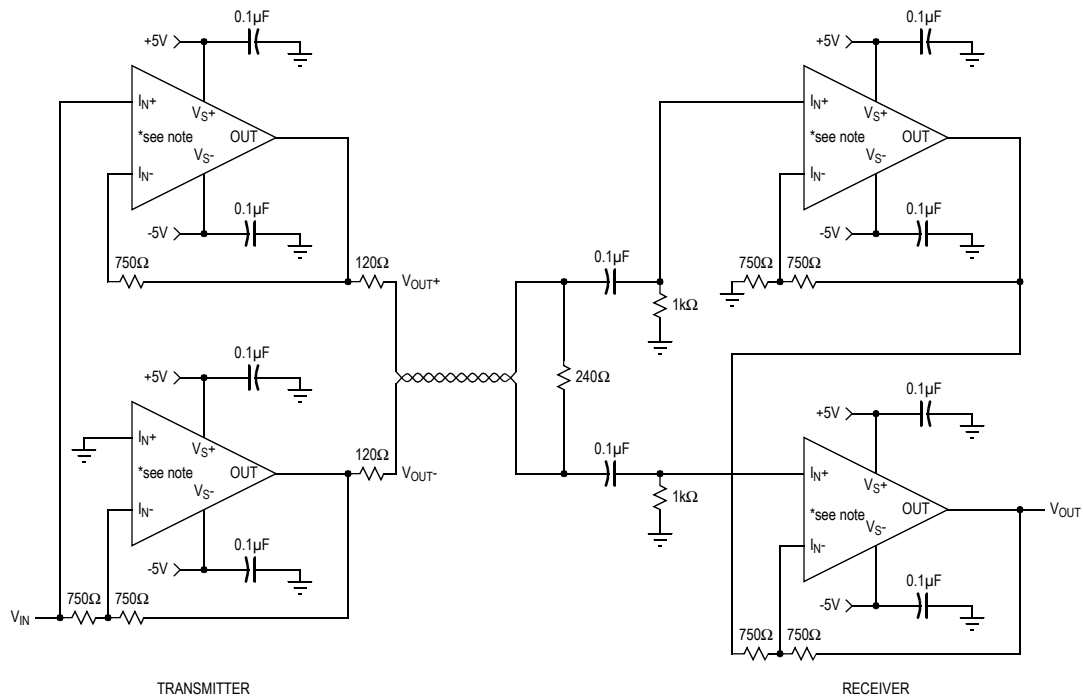 0.1µF
+5V
IN+
VS+
*see note
OUT
VS-
IN-
0.1µF
-5V
750Ω
120Ω
VOUT+
0.1µF
+5V
IN+
VS+
*see note
OUT
VS-
IN-
120Ω
VOUT-
0.1µF
-5V
750Ω
750Ω
VIN
TRANSMITTER
0.1µF
1kΩ
240Ω
0.1µF
1kΩ
0.1µF
+5V
IN+
VS+
*see note
OUT
VS-
IN-
0.1µF
-5V
750Ω
750Ω
0.1µF
+5V
IN+
VS+
*see note
OUT
VS-
IN-
VOUT
0.1µF
-5V
750Ω
750Ω
RECEIVER